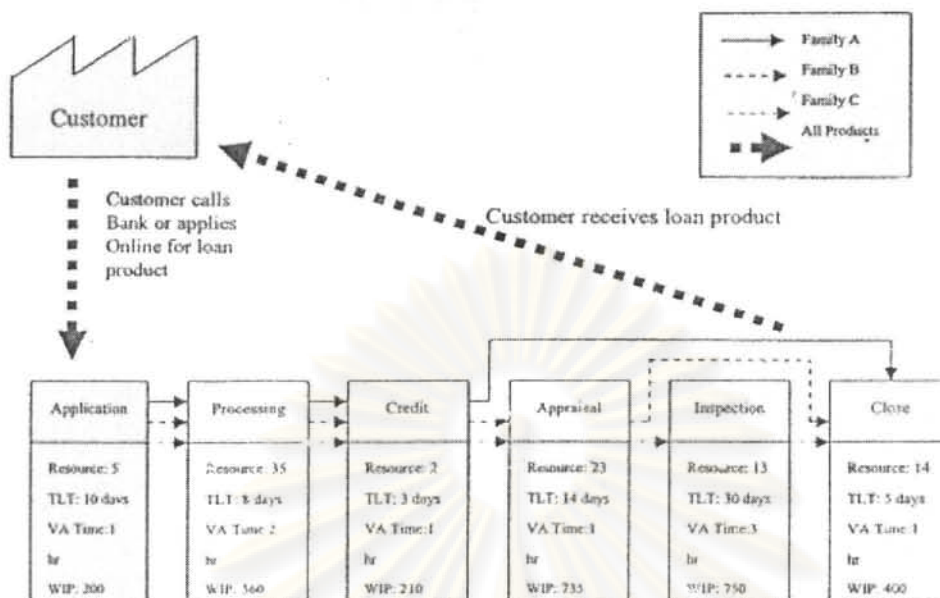 Family A
Family B
Family C
All Products
Customer
Customer calls
Bank or applies
Online for loan
product
Customer receives loan product
Application
Resource: 5
TLT: 10 days
VA Time:1
hr
WIP: 200
Processing
Resource: 35
TLT: 8 days
VA Time 2
hr
WIP: 560
Credit
Resource: 2
TLT: 3 days
VA Time:1
hr
WIP: 210
Appraisal
Resource: 23
TLT: 14 days
VA Time:1
hr
WIP: 735
Inspection
Resource: 13
TLT: 30 days
VA Time:3
hr
WIP: 750
Close
Resource: 14
TLT: 5 days
VA Time:1
hr
WIP: 400